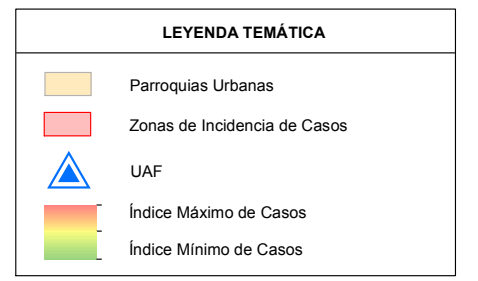 LEYENDA TEMÁTICA
Parroquias Urbanas
Zonas de Incidencia de Casos
UAF
Índice Máximo de Casos
Índice Mínimo de Casos